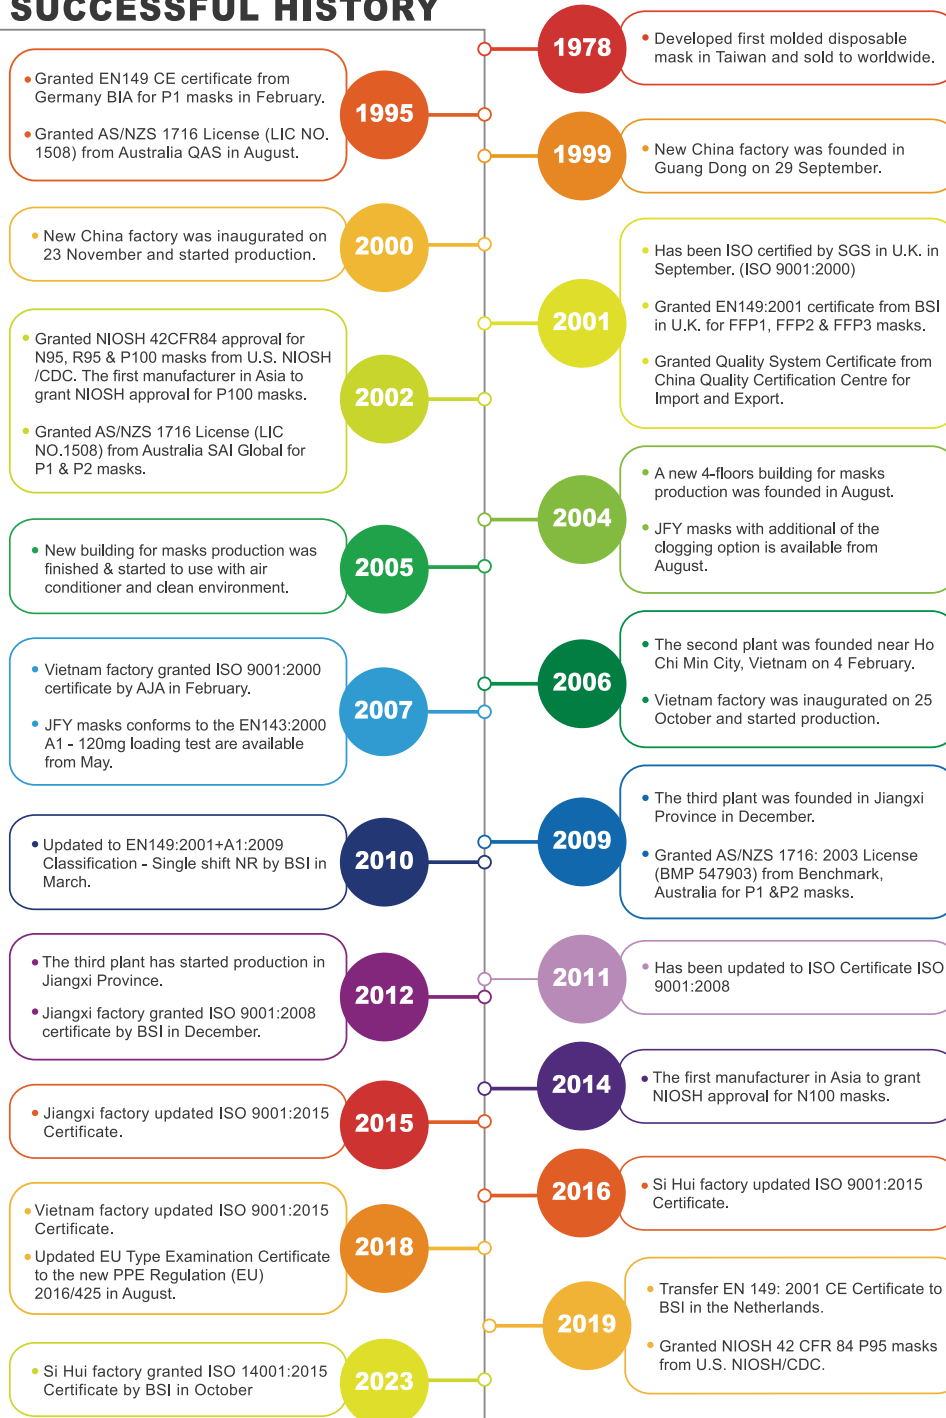 SUCCESSFUL HISTORY
1978
• Developed first molded disposable
mask in Taiwan and sold to worldwide.
• Granted EN149 CE certificate from
Germany BIA for P1 masks in February.
• Granted AS/NZS 1716 License (LIC NO.
1508) from Australia QAS in August.
1995
1999
• New China factory was founded in
Guang Dong on 29 September.
• New China factory was inaugurated on
23 November and started production.
2000
2001
• Has been ISO certified by SGS in U.K. in
September. (ISO 9001:2000)
• Granted EN149:2001 certificate from BSI
in U.K. for FFP1, FFP2 & FFP3 masks.
• Granted Quality System Certificate from
China Quality Certification Centre for
Import and Export.
• Granted NIOSH 42CFR84 approval for
N95, R95 & P100 masks from U.S. NIOSH
/CDC. The first manufacturer in Asia to
grant NIOSH approval for P100 masks.
• Granted AS/NZS 1716 License (LIC
NO.1508) from Australia SAI Global for
P1 & P2 masks.
2002
2004
• A new 4-floors building for masks
production was founded in August.
• JFY masks with additional of the
clogging option is available from
August.
• New building for masks production was
finished & started to use with air
conditioner and clean environment.
2005
2006
• The second plant was founded near Ho
Chi Min City, Vietnam on 4 February.
• Vietnam factory was inaugurated on 25
October and started production.
• Vietnam factory granted ISO 9001:2000
certificate by AJA in February.
• JFY masks conforms to the EN143:2000
A1 - 120mg loading test are available
from May.
2007
2009
• The third plant was founded in Jiangxi
Province in December.
• Granted AS/NZS 1716: 2003 License
(BMP 547903) from Benchmark,
Australia for P1 &P2 masks.
• Updated to EN149:2001+A1:2009
Classification - Single shift NR by BSI in
March.
2010
2011
• Has been updated to ISO Certificate ISO
9001:2008
• The third plant has started production in
Jiangxi Province.
• Jiangxi factory granted ISO 9001:2008
certificate by BSI in December.
2012
2014
• The first manufacturer in Asia to grant
NIOSH approval for N100 masks.
• Jiangxi factory updated ISO 9001:2015
Certificate.
2015
2016
• Si Hui factory updated ISO 9001:2015
Certificate.
• Vietnam factory updated ISO 9001:2015
Certificate.
• Updated EU Type Examination Certificate
to the new PPE Regulation (EU)
2016/425 in August.
2018
2019
• Transfer EN 149: 2001 CE Certificate to
BSI in the Netherlands.
• Granted NIOSH 42 CFR 84 P95 masks
from U.S. NIOSH/CDC.
• Si Hui factory granted ISO 14001:2015
Certificate by BSI in October
2023